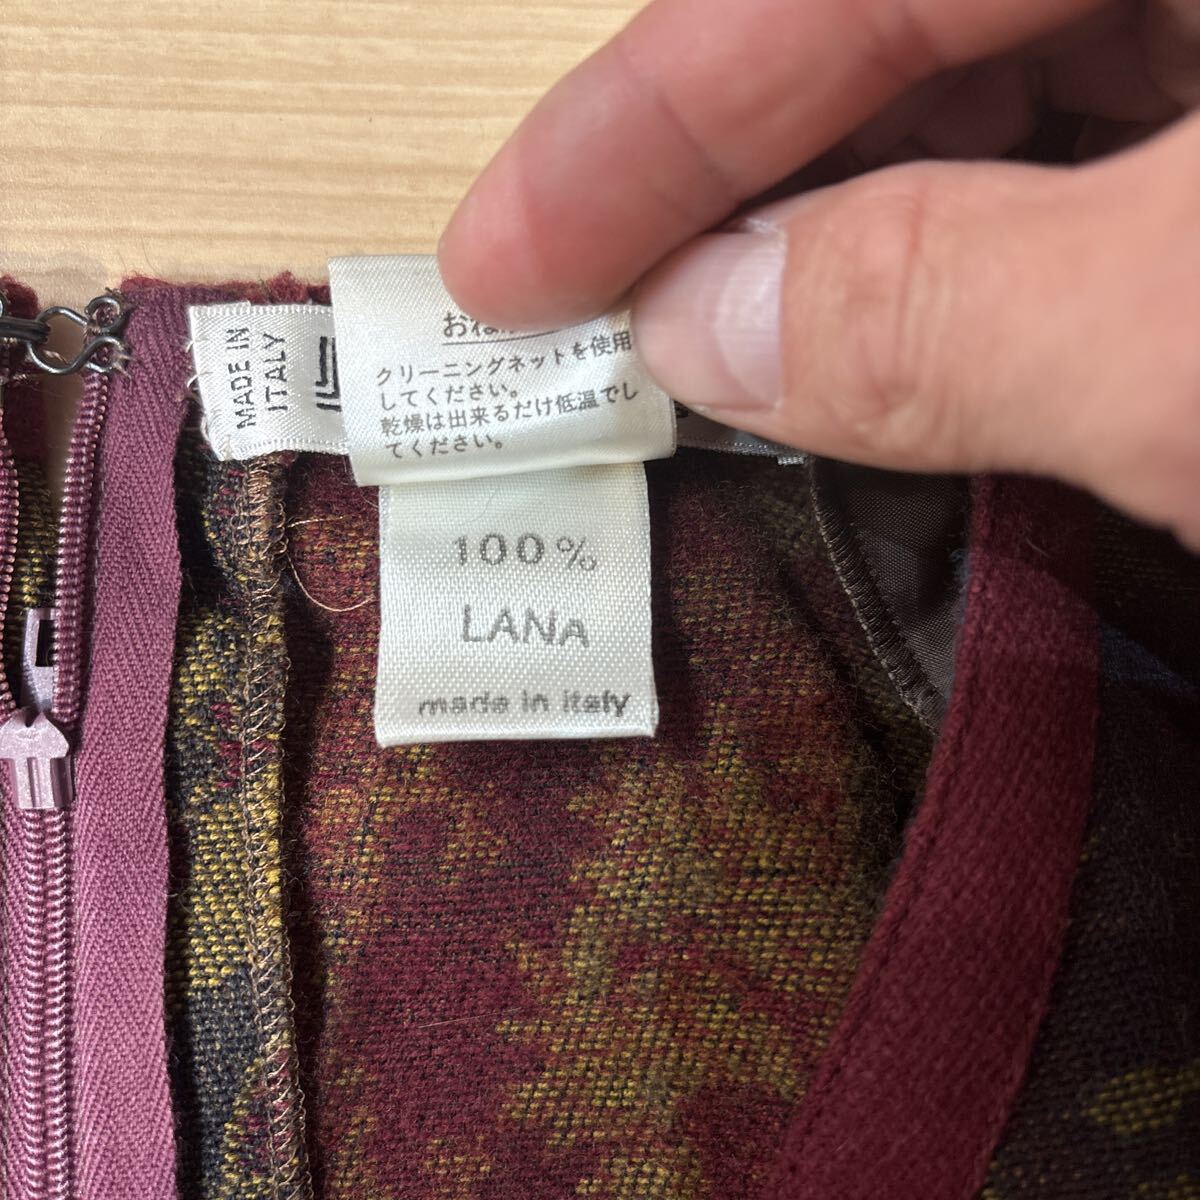 MADE IN
ITALY
おね
クリーニングネットを使用
してください。
乾燥は出来るだけ低温でし
てください。
100%
LANA
made in italy